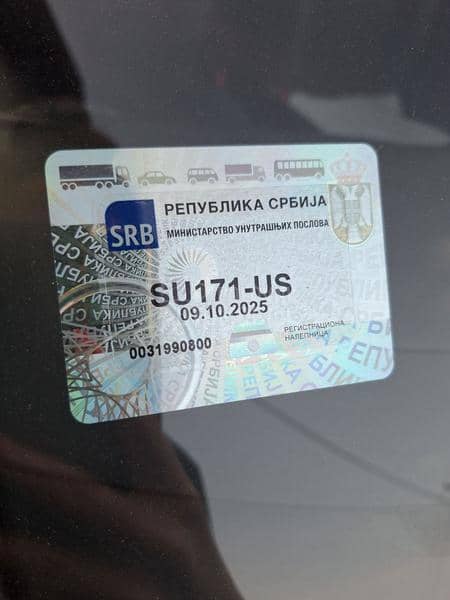 РЕПУБЛИКА СРБИЈА
SRB
МИНИСТАРСТВО УНУТРАШЊИХ ПОСЛОВА
SU171-US
09.10.2025
РЕГИСТРАЦИОНА
НАЛЕПНИЦА
0031990800